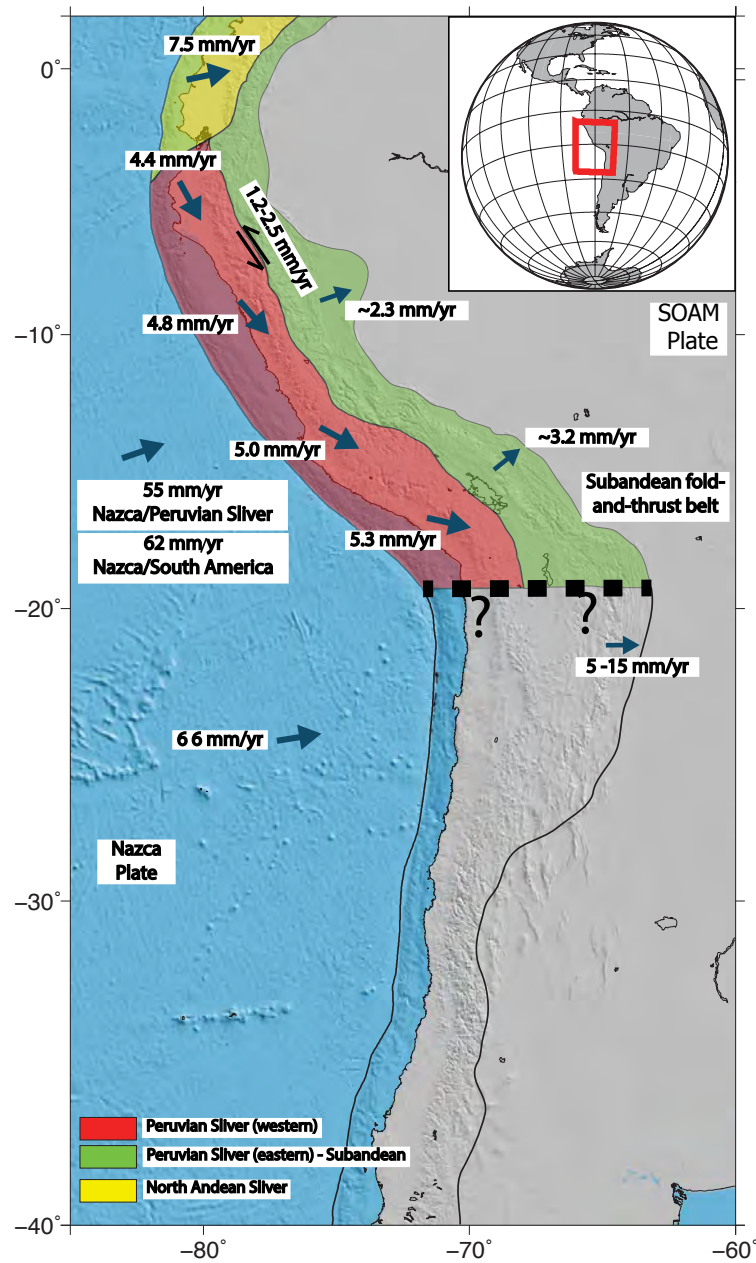 7.5 mm/yr
0°
4.4 mm/yr
1.2-2.5 mm/yr
~2.3 mm/yr
4.8 mm/yr
SOAM
Plate
−10°
5.0 mm/yr
~3.2 mm/yr
55 mm/yr
Nazca/Peruvian Sliver
62 mm/yr
Nazca/South America
Subandean fold-
and-thrust belt
5.3 mm/yr
−20°
?
?
5 -15 mm/yr
6 6 mm/yr
Nazca
Plate
−30°
Peruvian Sliver (western)
Peruvian Sliver (eastern) - Subandean
North Andean Sliver
−40°
−80°
−70°
−60°